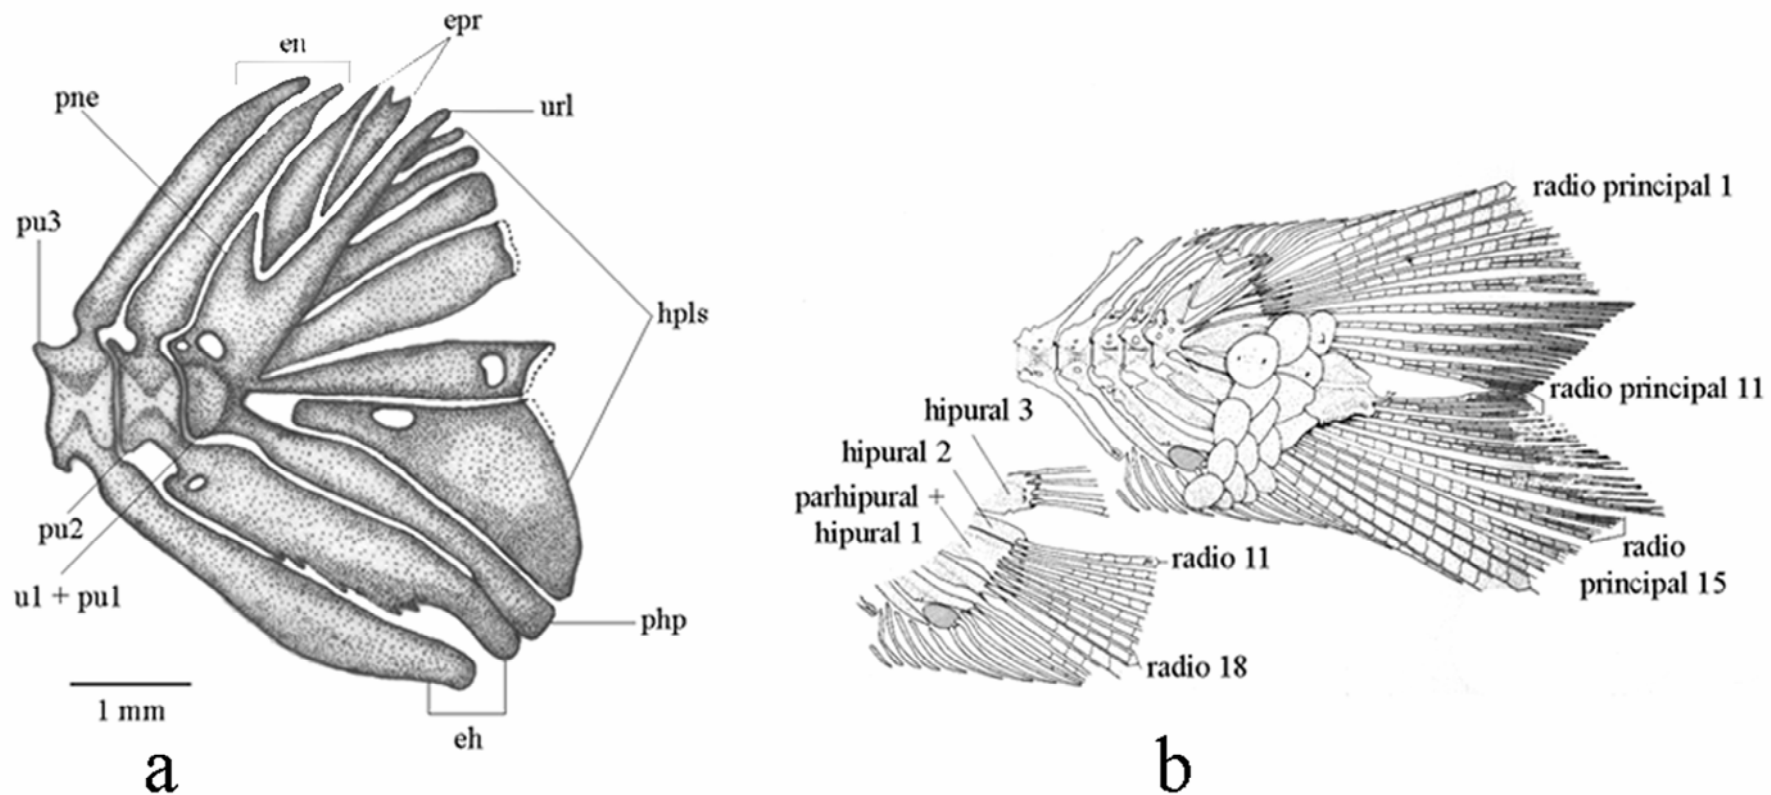 epr
en
pne
url
pu3
hpls
pu2
u1 + pu1
php
1 mm
eh
a
radio principal 1
radio principal 11
hipural 3
hipural 2
parhipural +
hipural 1
radio 11
radio
principal 15
radio 18
b